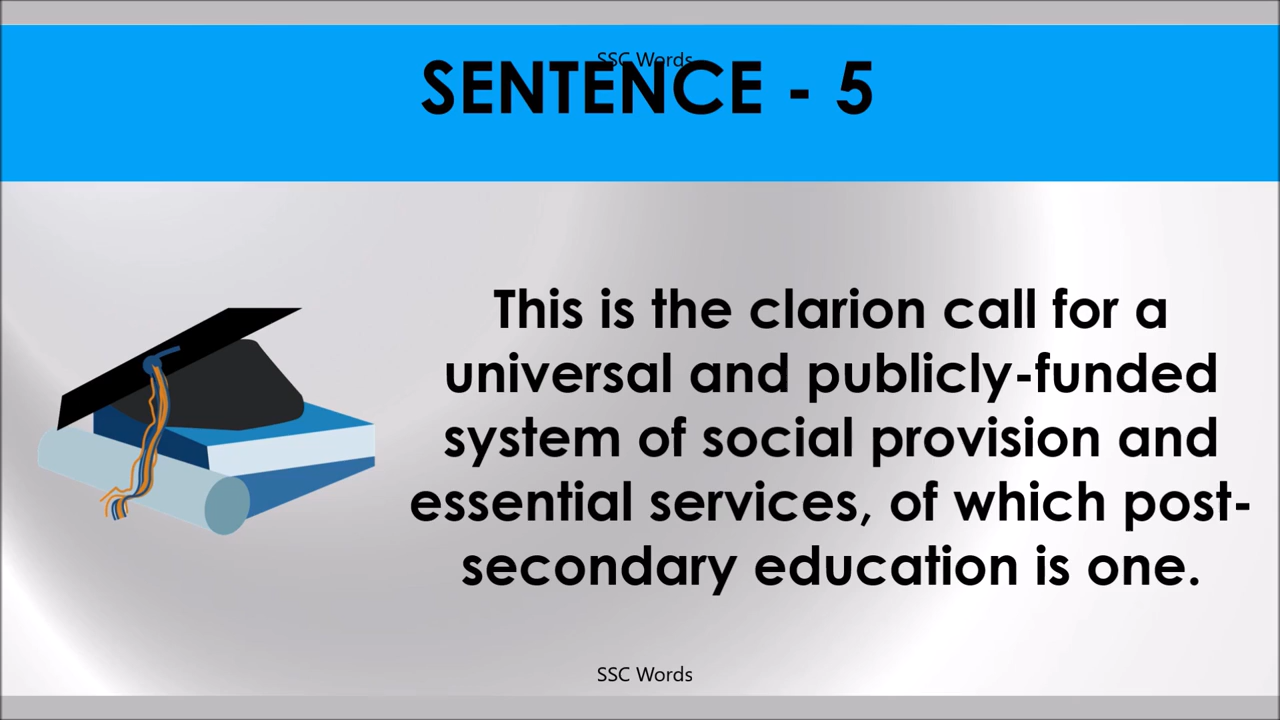 SSC Words
SENTENCE - 5
This is the clarion call for a
universal and publicly-funded
system of social provision and
essential services, of which post-
secondary education is one.
SSC Words